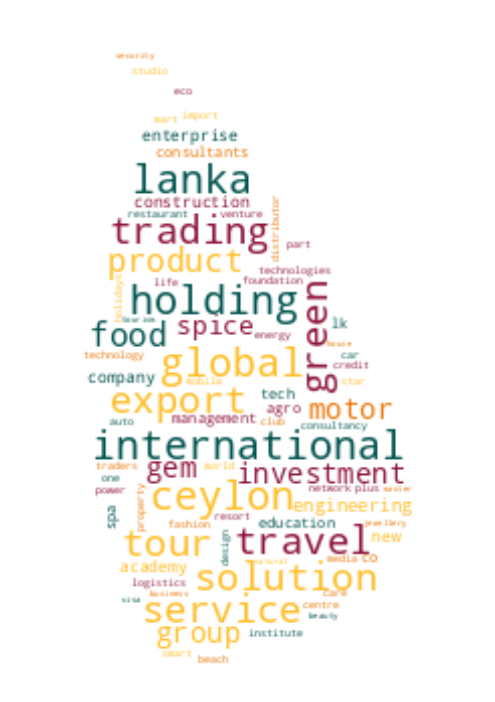 security
studio
eco
mart import
enterprise
consultants
lanka
construction
restaurant venture
distributor
trading
part
product
technologies
foundation
life
holidays
holding
green
tourism
food spice lk
energy
house
global
technology car
credit
company mobile star
export tech
agro motor
auto management club consultancy
international
traders gem world investment
one
power network plus master
property
ceylon engineering
spa resort
fashion education jewellery
tour design travel new
academy natural media co
logistics solution
business care
visa service centre
beauty
group institute
smart
beach